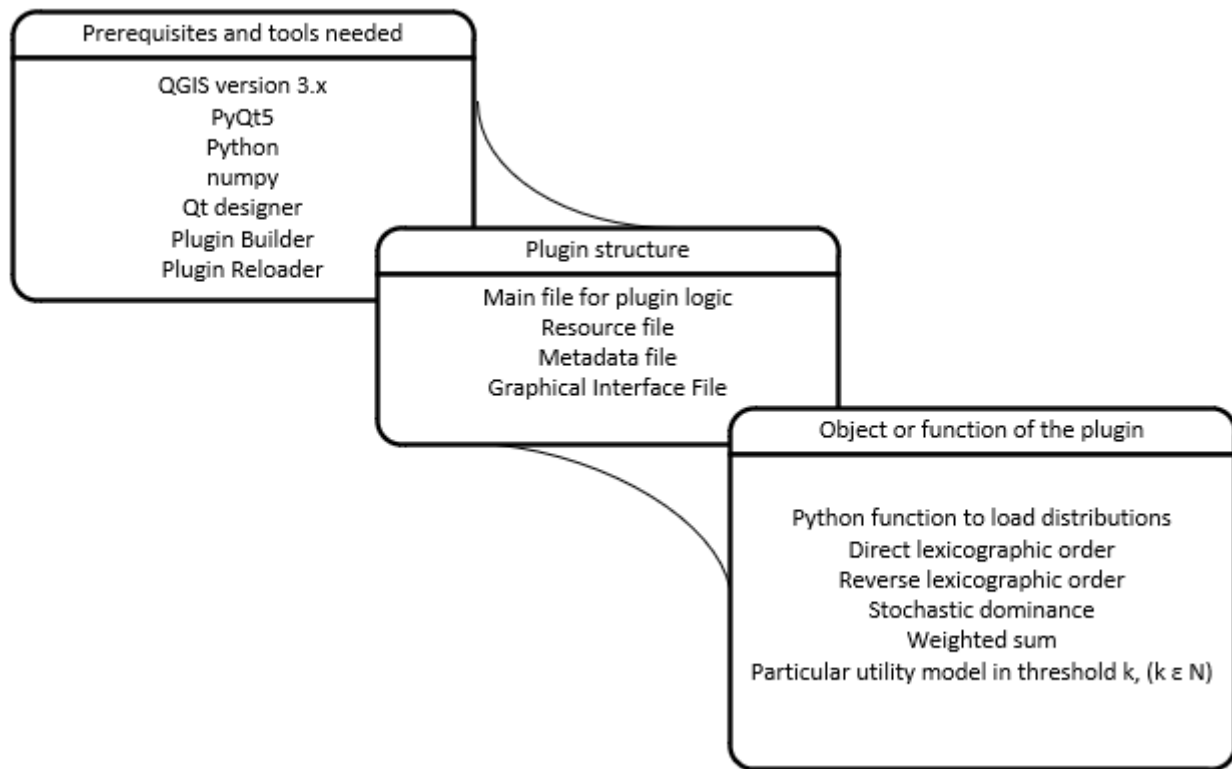 Prerequisites and tools needed
QGIS version 3.x
PyQt5
Python
numpy
Qt designer
Plugin Builder
Plugin Reloader
Plugin structure
Main file for plugin logic
Resource file
Metadada file
Graphical Interface File
Object or function of the plugin
Python function to load distributions
Direct lexicographic order
Reverse lexicographic order
Stochastic dominance
Weighted sum
Particular utility model in threshold k, (k ε N)